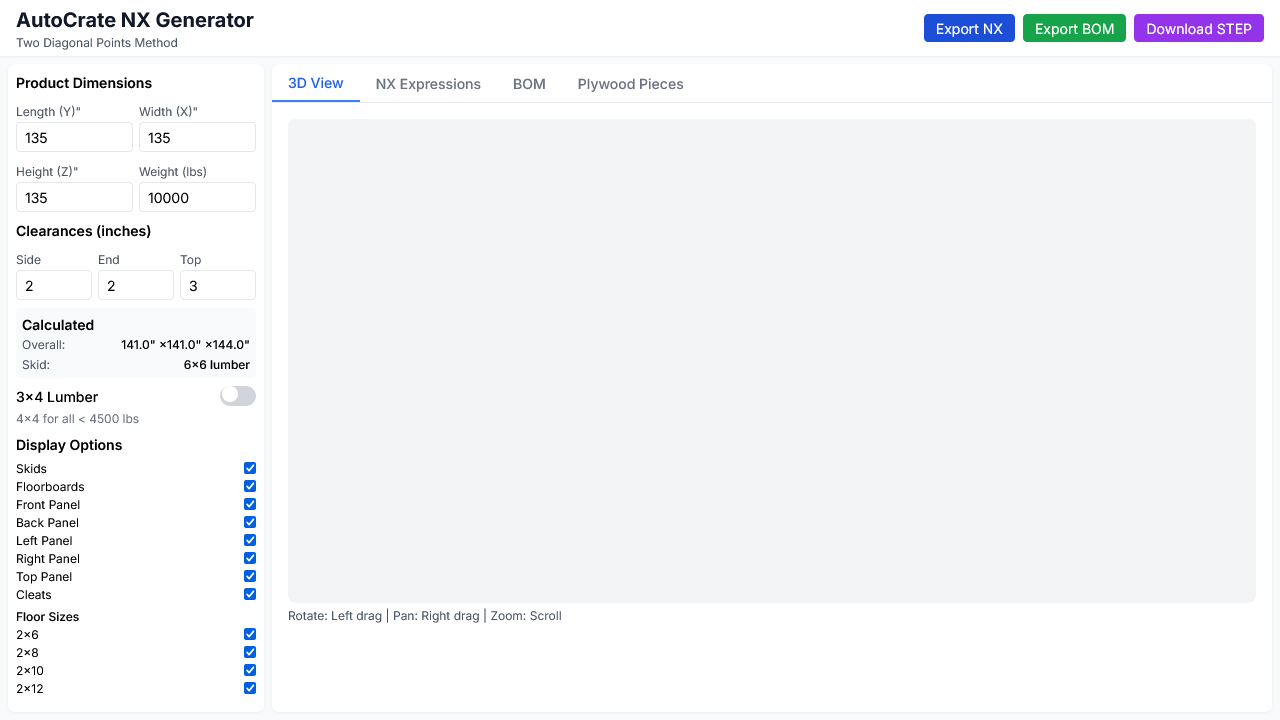 AutoCrate NX Generator
Two Diagonal Points Method
Export NX
Export BOM
Download STEP
Product Dimensions
Length (Y)" Width (X)"
135 135
Height (Z)" Weight (lbs)
135 10000
Clearances (inches)
Side End Top
2 2 3
Calculated
Overall: 141.0" ×141.0" ×144.0"
Skid: 6×6 lumber
3×4 Lumber
4×4 for all < 4500 lbs
Display Options
Skids
Floorboards
Front Panel
Back Panel
Left Panel
Right Panel
Top Panel
Cleats
Floor Sizes
2×6
2×8
2×10
2×12
3D View NX Expressions BOM Plywood Pieces
Rotate: Left drag | Pan: Right drag | Zoom: Scroll